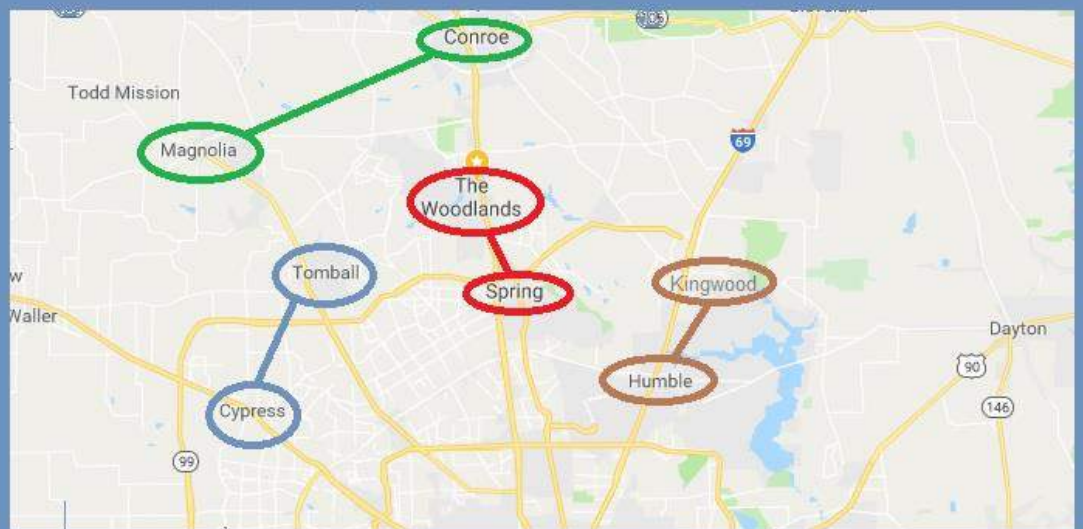 Conroe
Todd Mission
Magnolia
69
The
Woodlands
Tomball
Kingwood
Spring
w
Waller
Dayton
90
Humble
146
Cypress
99